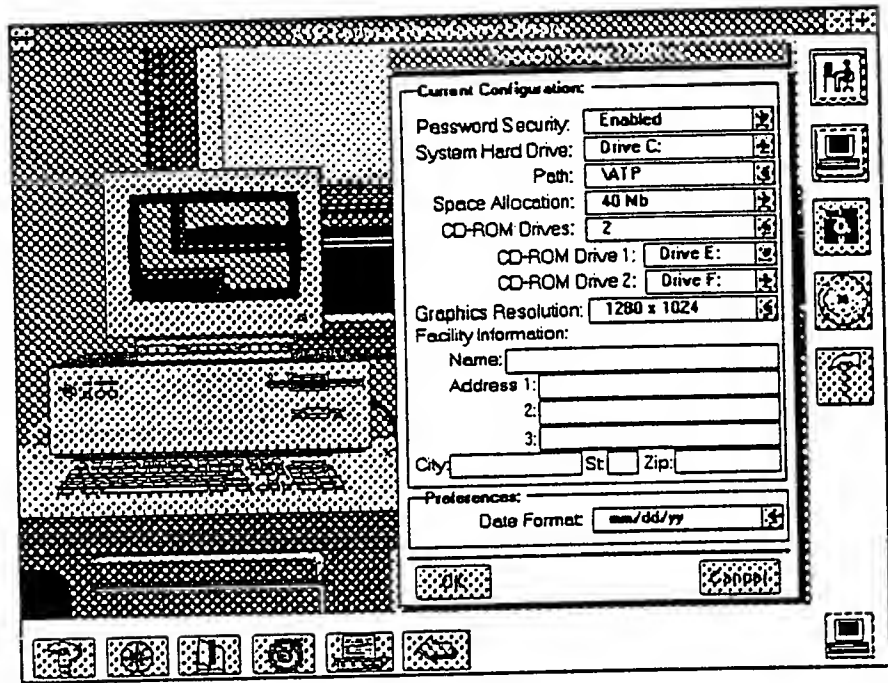 Current Configuration:
Password Security: Enabled
System Hard Drive: Drive C:
Path: \ATP
Space Allocation: 40 Mb
CD-ROM Drives: 2
CD-ROM Drive 1: Drive E:
CD-ROM Drive 2: Drive F:
Graphics Resolution: 1280 x 1024
Facility Information:
Name:
Address 1:
2:
3:
City: St: Zip:
Preferences:
Date Format: mm/dd/yy
OK Cancel